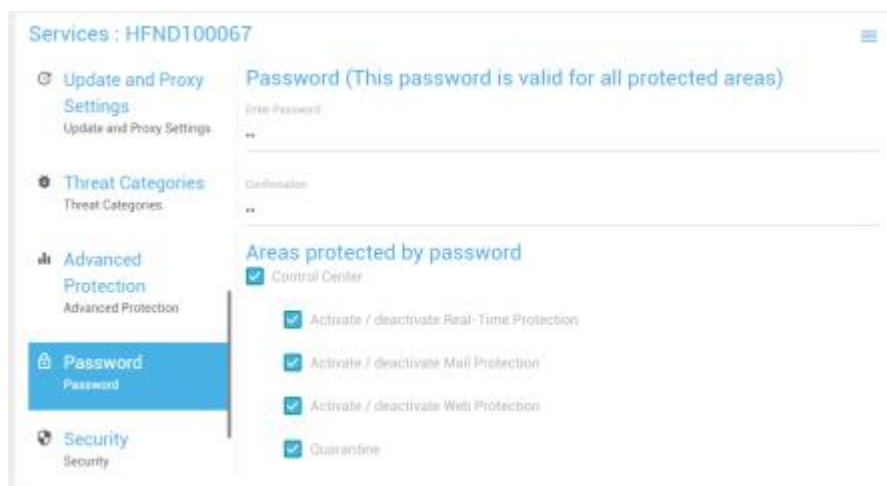 Services : HFND100067
Update and Proxy
Settings
Update and Proxy Settings
Threat Categories
Threat Categories
Advanced
Protection
Advanced Protection
Password
Password
Security
Security
Password (This password is valid for all protected areas)
Enter Password
••
Confirmation
••
Areas protected by password
Control Center
Activate / deactivate Real-Time Protection
Activate / deactivate Mail Protection
Activate / deactivate Web Protection
Quarantine